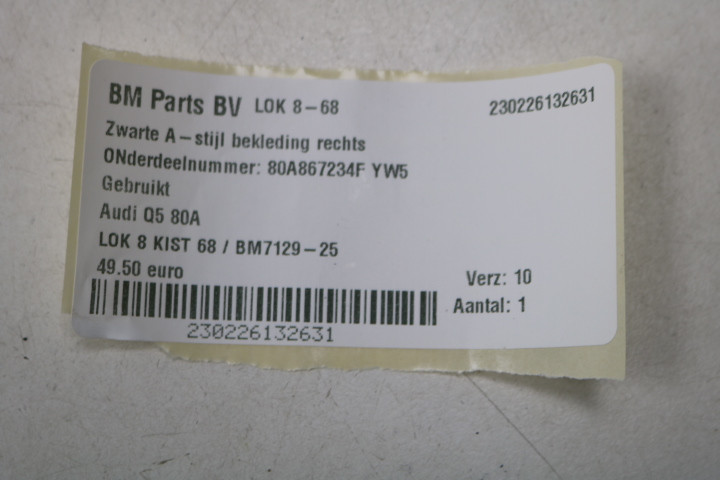 BM Parts BV LOK 8-68 230226132631
Zwarte A-stijl bekleding rechts
ONderdeelnummer: 80A867234F YW5
Gebruikt
Audi Q5 80A
LOK 8 KIST 68 / BM7129-25
49.50 euro Verz: 10
Aantal: 1
230226132631